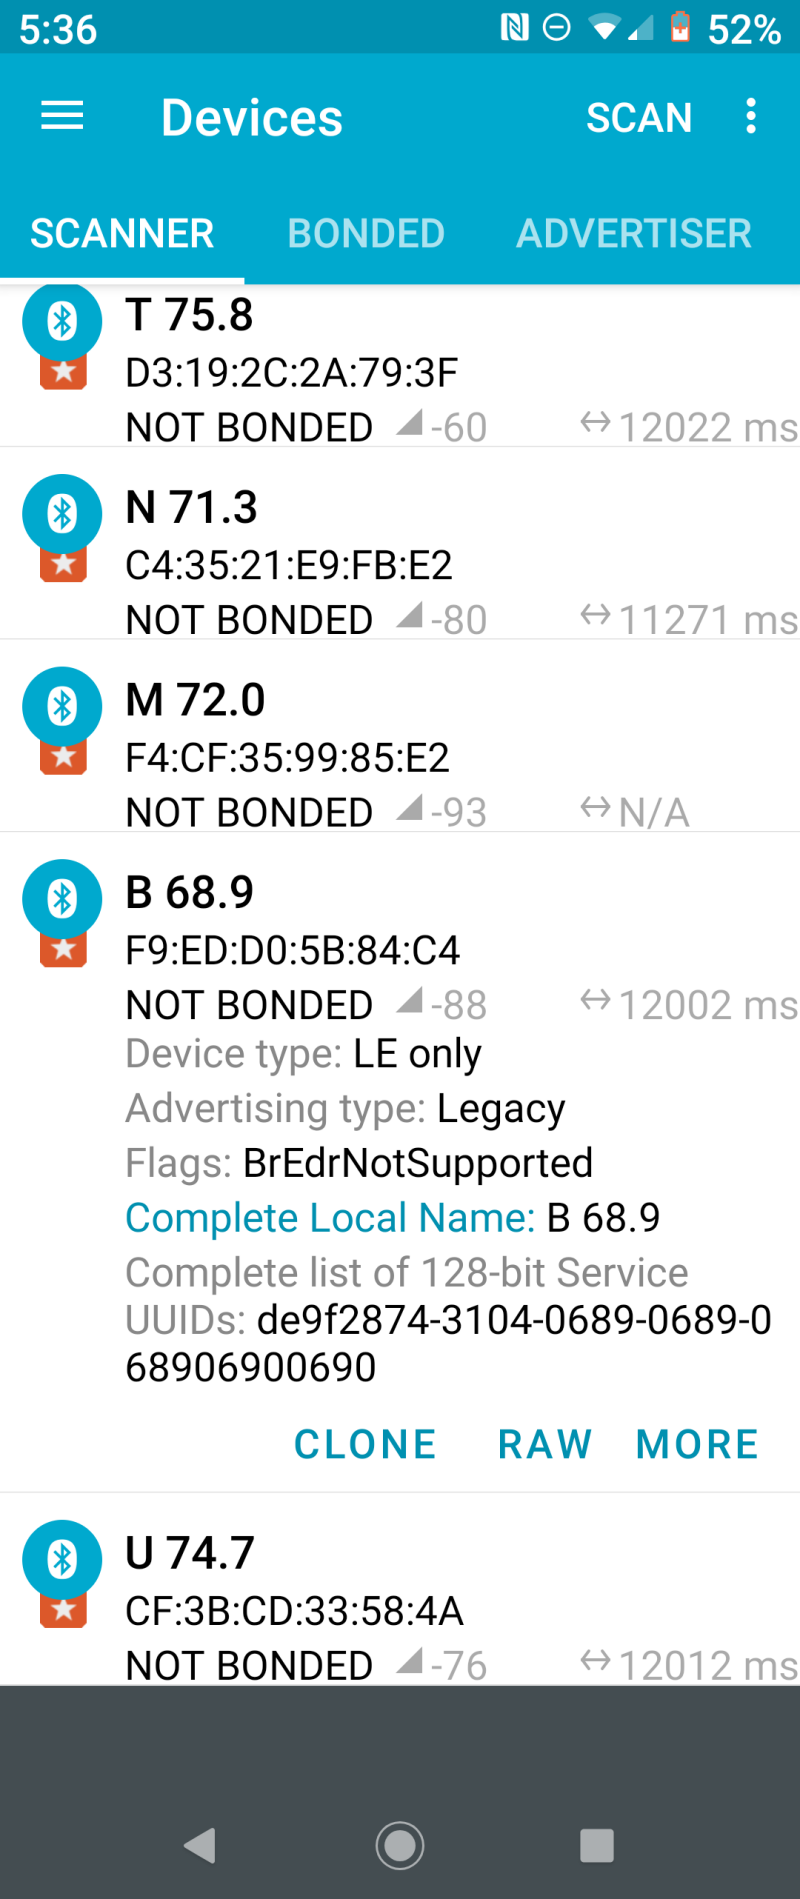 5:36 52%
Devices SCAN
SCANNER BONDED ADVERTISER
T 75.8
D3:19:2C:2A:79:3F
NOT BONDED -60 12022 ms
N 71.3
C4:35:21:E9:FB:E2
NOT BONDED -80 11271 ms
M 72.0
F4:CF:35:99:85:E2
NOT BONDED -93 N/A
B 68.9
F9:ED:D0:5B:84:C4
NOT BONDED -88 12002 ms
Device type: LE only
Advertising type: Legacy
Flags: BrEdrNotSupported
Complete Local Name: B 68.9
Complete list of 128-bit Service
UUIDs: de9f2874-3104-0689-0689-0
68906900690
CLONE RAW MORE
U 74.7
CF:3B:CD:33:58:4A
NOT BONDED -76 12012 ms